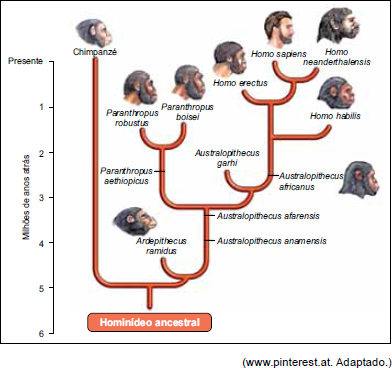 Chimpanzé
Homo sapiens
Homo
neanderthalensis
Presente
Homo erectus
Paranthropus
boisei
Paranthropus
robustus
1
Homo habilis
2
Australopithecus
garhi
Paranthropus
aethiopicus
Australopithecus
africanus
3
Milhões de anos atrás
Australopithecus afarensis
4
Ardepithecus
ramidus
Australopithecus anamensis
5
Hominídeo ancestral
6
(www.pinterest.at. Adaptado.)